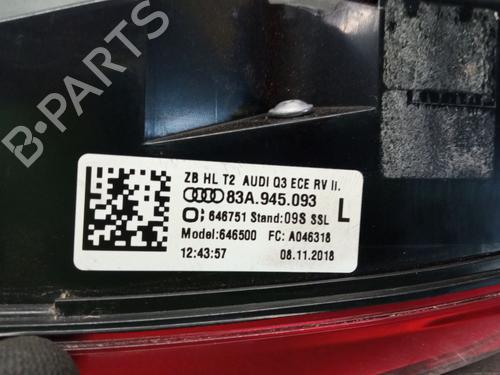 B-PARTS
ZB HL T2 AUDI Q3 ECE RV II.
83A.945.093
L
646751 Stand:09S SSL
Model:646500 FC: A046318
12:43:57 08.11.2018